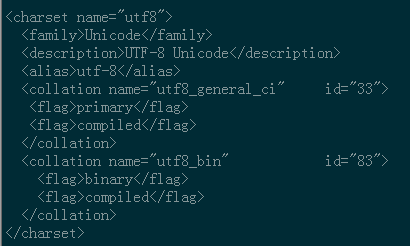 <charset name="utf8">
  <family>Unicode</family>
  <description>UTF-8 Unicode</description>
  <alias>utf-8</alias>
  <collation name="utf8_general_ci"     id="33">
   <flag>primary</flag>
   <flag>compiled</flag>
  </collation>
  <collation name="utf8_bin"            id="83">
    <flag>binary</flag>
    <flag>compiled</flag>
  </collation>
</charset>